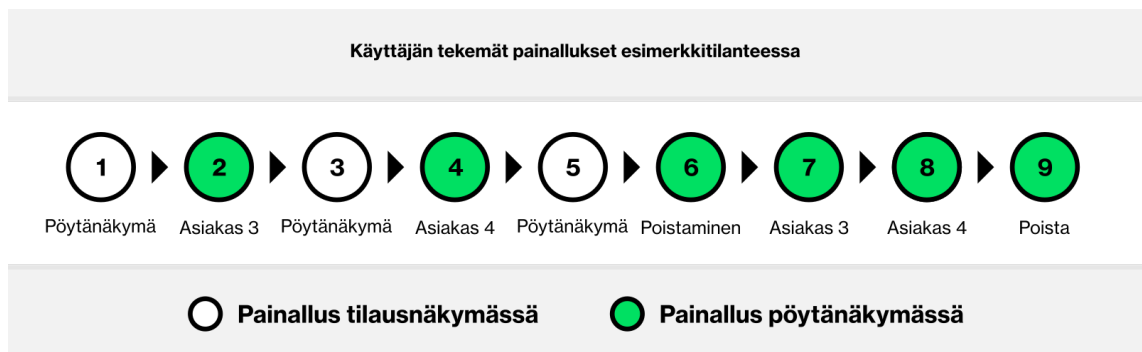 Käyttäjän tekemät painallukset esimerkkitilanteessa
1 2 3 4 5 6 7 8 9
Pöytänäkymä Asiakas 3 Pöytänäkymä Asiakas 4 Pöytänäkymä Poistaminen Asiakas 3 Asiakas 4 Poista
Painallus tilausnäkymässä Painallus pöytänäkymässä